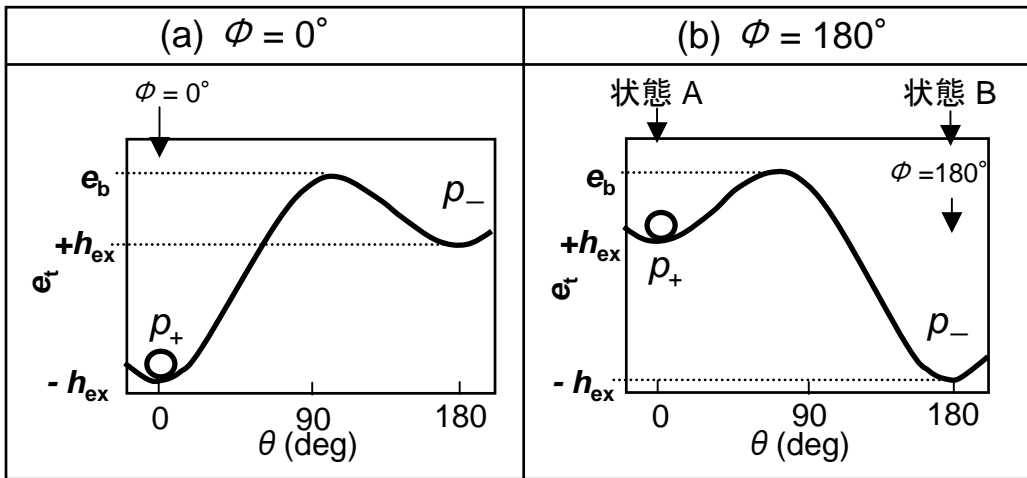 (a) Φ = 0°
Φ = 0°
e_b
+h_ex
- h_ex
e_t
p_+
p_–
0
90
180
θ (deg)
(b) Φ = 180°
状態 A
状態 B
Φ =180°
e_b
+h_ex
- h_ex
e_t
p_+
p_–
0
90
180
θ (deg)